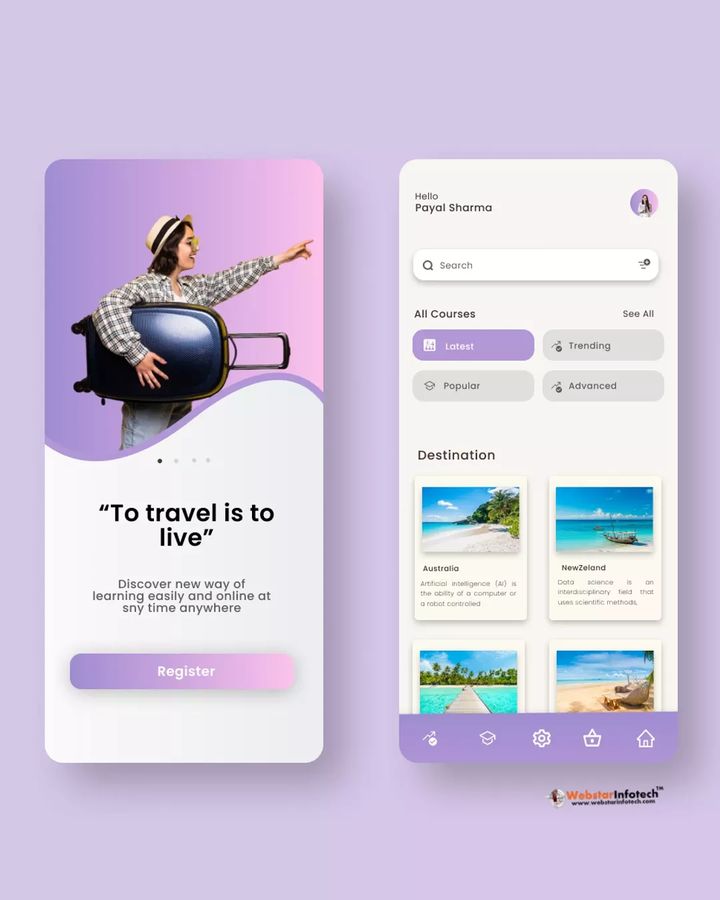 “To travel is to
live”
Discover new way of
learning easily and online at
sny time anywhere
Register
Hello
Payal Sharma
Search
All Courses
See All
Latest
Trending
Popular
Advanced
Destination
Australia
Artificial intelligence (AI) is
the ability of a computer or
a robot controlled
NewZeland
Data science is an
interdisciplinary field that
uses scientific methods,
WebstarInfotech™
www.webstarinfotech.com